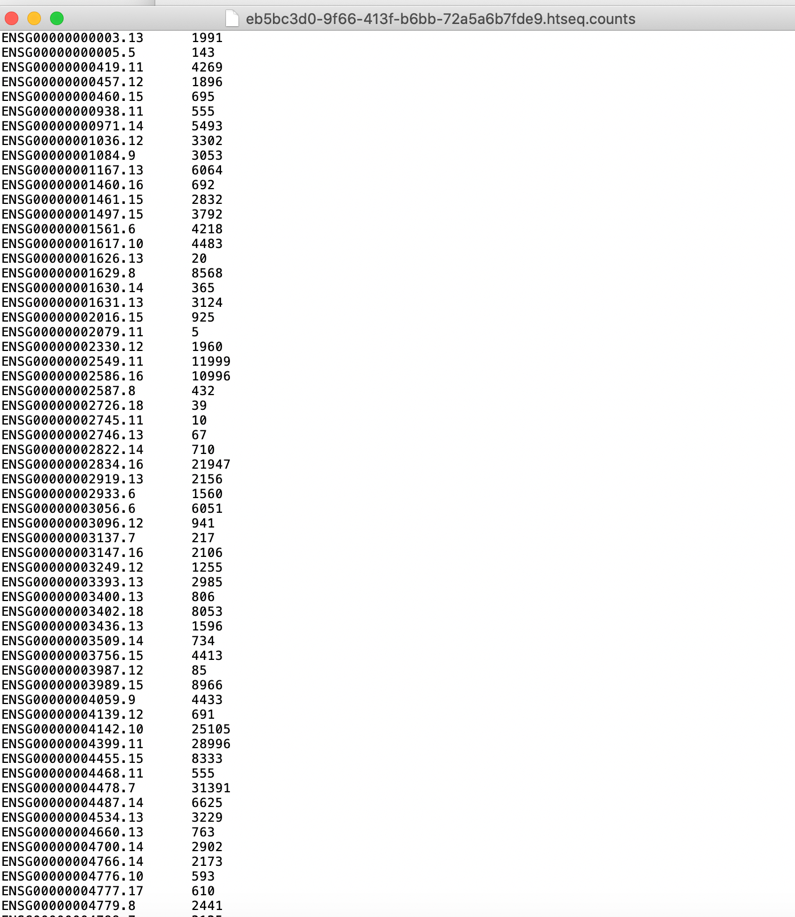 eb5bc3d0-9f66-413f-b6bb-72a5a6b7fde9.htseq.counts
ENSG00000000003.13 1991
ENSG00000000005.5 143
ENSG00000000419.11 4269
ENSG00000000457.12 1896
ENSG00000000460.15 695
ENSG00000000938.11 555
ENSG00000000971.14 5493
ENSG00000001036.12 3302
ENSG00000001084.9 3053
ENSG00000001167.13 6064
ENSG00000001460.16 692
ENSG00000001461.15 2832
ENSG00000001497.15 3792
ENSG00000001561.6 4218
ENSG00000001617.10 4483
ENSG00000001626.13 20
ENSG00000001629.8 8568
ENSG00000001630.14 365
ENSG00000001631.13 3124
ENSG00000002016.15 925
ENSG00000002079.11 5
ENSG00000002330.12 1960
ENSG00000002549.11 11999
ENSG00000002586.16 10996
ENSG00000002587.8 432
ENSG00000002726.18 39
ENSG00000002745.11 10
ENSG00000002746.13 67
ENSG00000002822.14 710
ENSG00000002834.16 21947
ENSG00000002919.13 2156
ENSG00000002933.6 1560
ENSG00000003056.6 6051
ENSG00000003096.12 941
ENSG00000003137.7 217
ENSG00000003147.16 2106
ENSG00000003249.12 1255
ENSG00000003393.13 2985
ENSG00000003400.13 806
ENSG00000003402.18 8053
ENSG00000003436.13 1596
ENSG00000003509.14 734
ENSG00000003756.15 4413
ENSG00000003987.12 85
ENSG00000003989.15 8966
ENSG00000004059.9 4433
ENSG00000004139.12 691
ENSG00000004142.10 25105
ENSG00000004399.11 28996
ENSG00000004455.15 8333
ENSG00000004468.11 555
ENSG00000004478.7 31391
ENSG00000004487.14 6625
ENSG00000004534.13 3229
ENSG00000004660.13 763
ENSG00000004700.14 2902
ENSG00000004766.14 2173
ENSG00000004776.10 593
ENSG00000004777.17 610
ENSG00000004779.8 2441